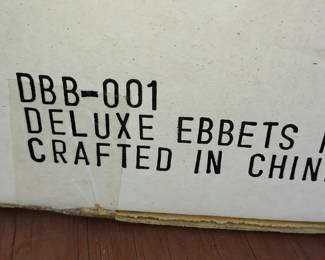 DBB-001
DELUXE EBBETS
CRAFTED IN CHIN